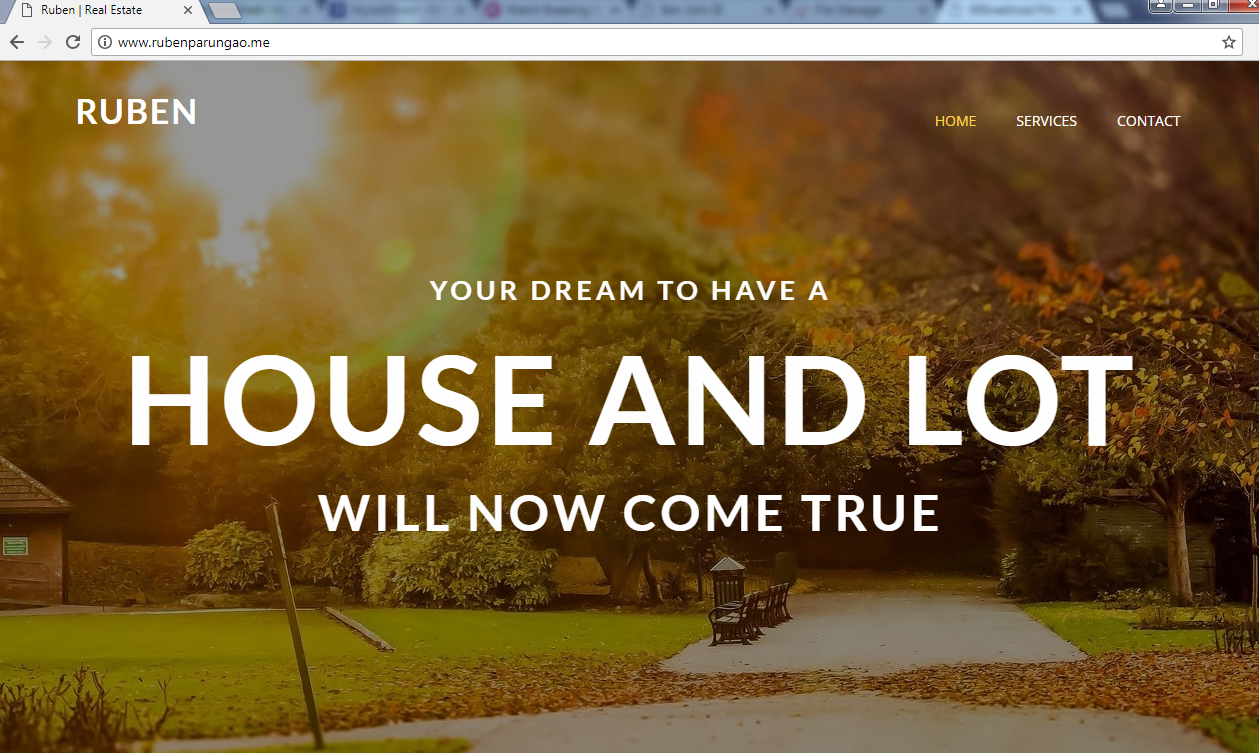 Ruben | Real Estate
www.rubenparungao.me
RUBEN
HOME SERVICES CONTACT
YOUR DREAM TO HAVE A
HOUSE AND LOT
WILL NOW COME TRUE